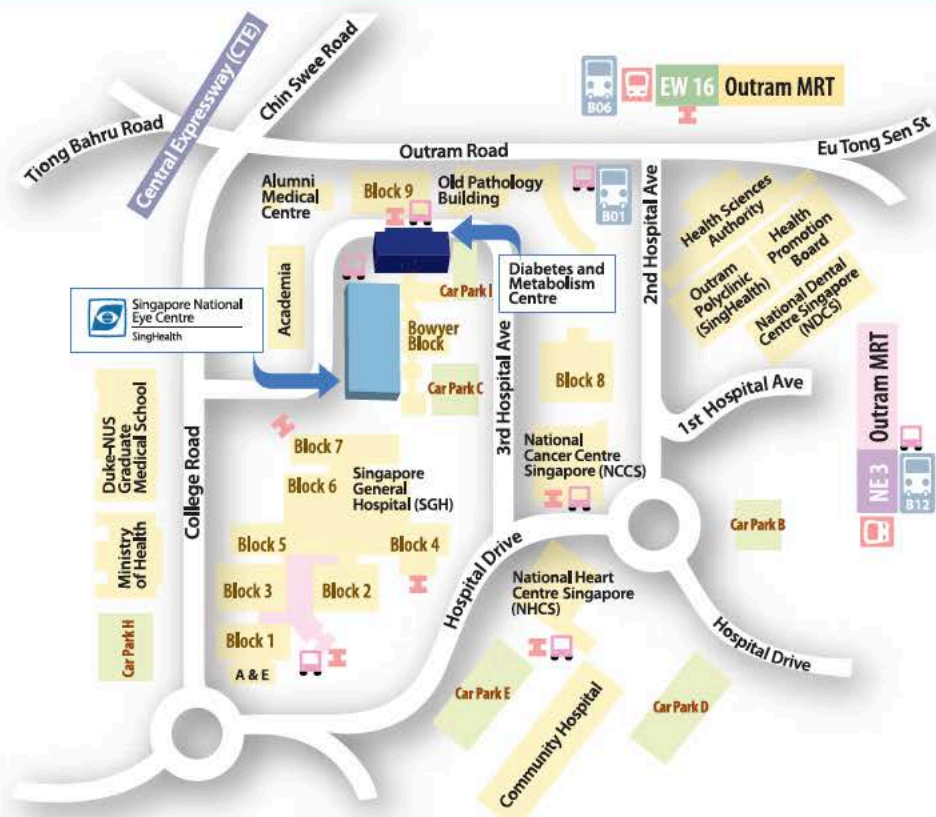 Central Expressway (CTE)
Chin Swee Road
Tiong Bahru Road
B06
EW 16
Outram MRT
Outram Road
Eu Tong Sen St
Alumni
Medical
Centre
Block 9
Old Pathology
Building
B01
2nd Hospital Ave
Health Sciences
Authority
Health
Promotion
Board
Outram
Polyclinic
(SingHealth)
National Dental
Centre Singapore
(NDCS)
Singapore National
Eye Centre
SingHealth
Academia
Car Park I
Diabetes and
Metabolism
Centre
Bowyer
Block
Car Park C
3rd Hospital Ave
Block 8
1st Hospital Ave
Outram MRT
NE 3
B12
Duke-NUS
Graduate
Medical School
College Road
Block 7
Block 6
Singapore
General
Hospital (SGH)
National
Cancer Centre
Singapore (NCCS)
Car Park B
Ministry
of Health
Block 5
Block 4
Block 3
Block 2
Hospital Drive
National Heart
Centre Singapore
(NHCS)
Block 1
A & E
Car Park H
Hospital Drive
Car Park E
Car Park D
Community Hospital